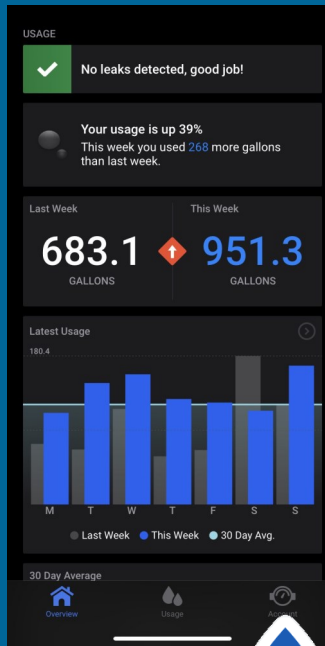 USAGE
No leaks detected, good job!
Your usage is up 39%
This week you used 268 more gallons
than last week.
Last Week
This Week
683.1
951.3
GALLONS
GALLONS
Latest Usage
180.4
M T W T F S S
Last Week This Week 30 Day Avg.
30 Day Average
Overview Usage Account